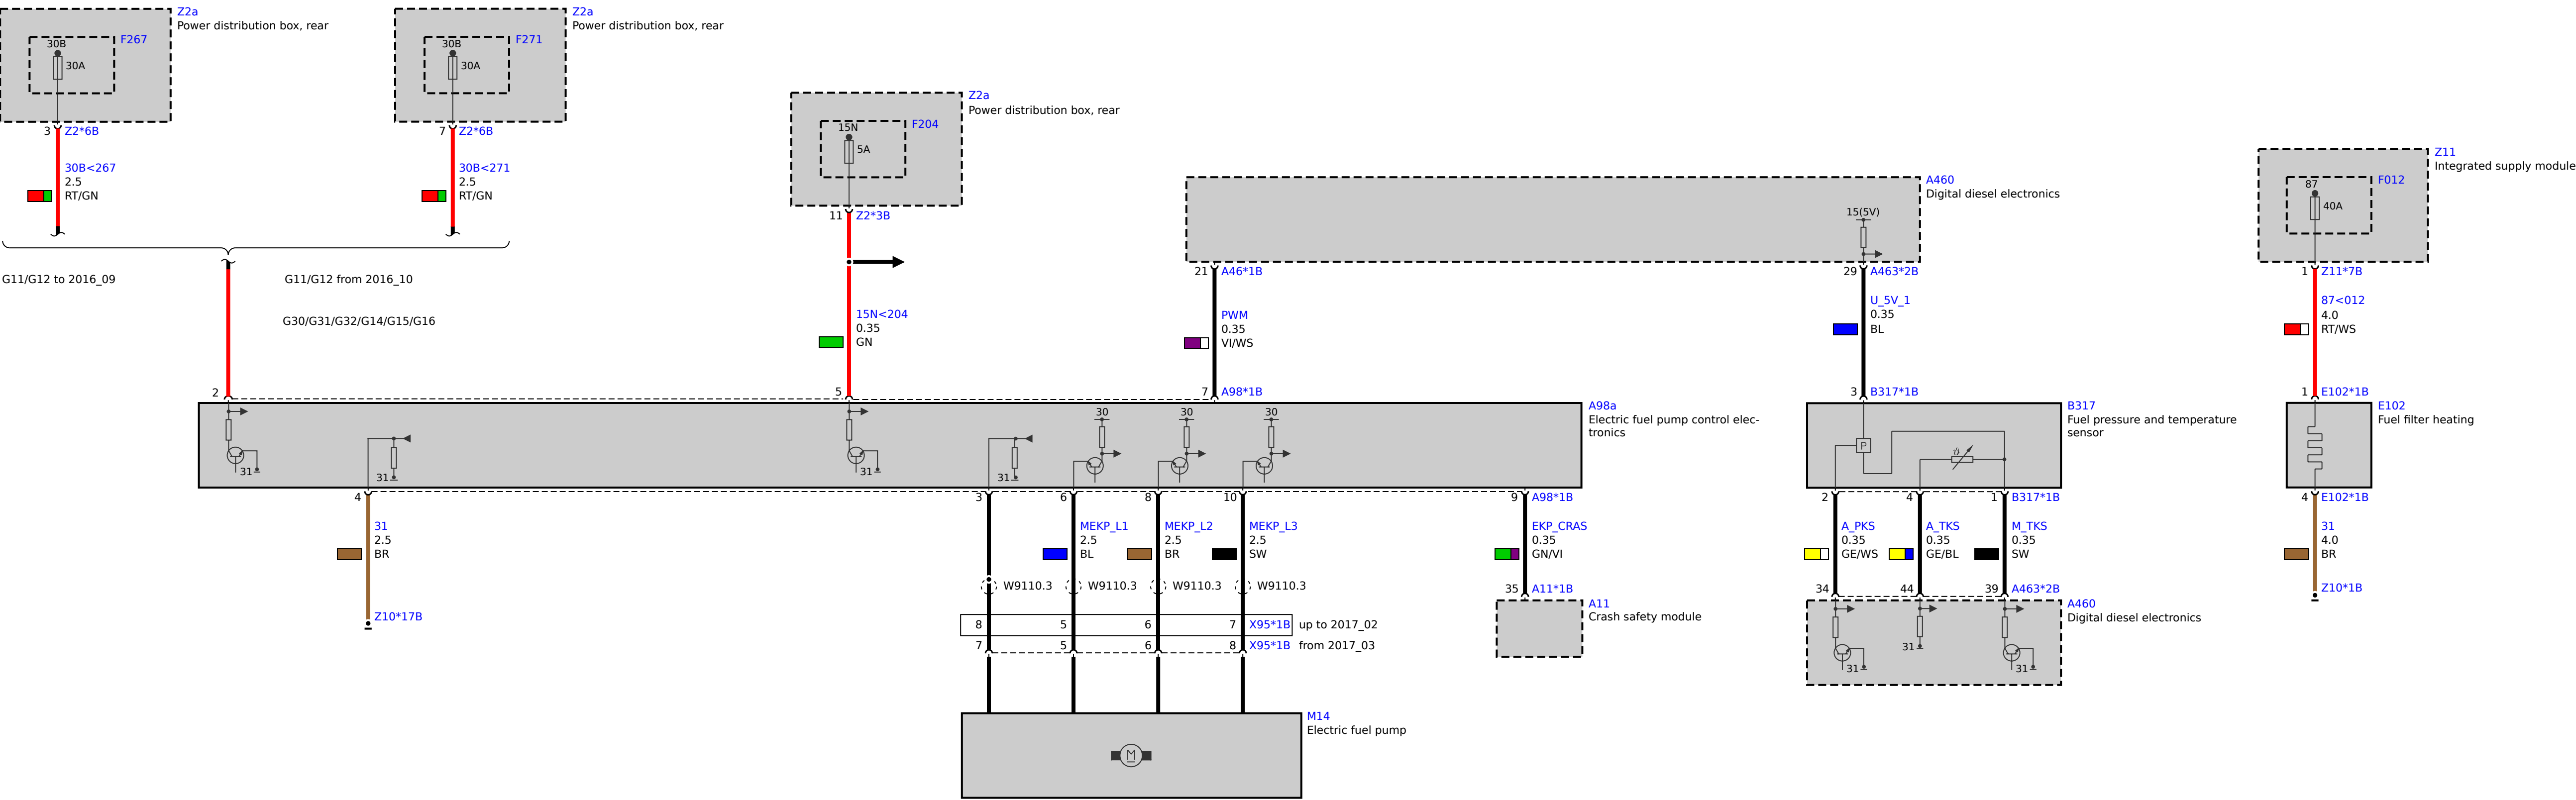 Z2a
Power distribution box, rear
30B
F267
30A
3
Z2*6B
30B<267
2.5
RT/GN
Z2a
Power distribution box, rear
30B
F271
30A
7
Z2*6B
30B<271
2.5
RT/GN
G11/G12 to 2016_09
G11/G12 from 2016_10
G30/G31/G32/G14/G15/G16
Z2a
Power distribution box, rear
15N
F204
5A
11
Z2*3B
15N<204
0.35
GN
A460
Digital diesel electronics
15(5V)
21
A46*1B
PWM
0.35
VI/WS
29
A463*2B
U_5V_1
0.35
BL
Z11
Integrated supply module
87
F012
40A
1
Z11*7B
87<012
4.0
RT/WS
2
5
7
A98*1B
3
B317*1B
1
E102*1B
A98a
Electric fuel pump control elec-
tronics
31
31
31
31
30
30
30
B317
Fuel pressure and temperature
sensor
P
ϑ
E102
Fuel filter heating
4
3
6
8
10
9
A98*1B
2
4
1
B317*1B
4
E102*1B
31
2.5
BR
Z10*17B
MEKP_L1
2.5
BL
MEKP_L2
2.5
BR
MEKP_L3
2.5
SW
W9110.3
W9110.3
W9110.3
W9110.3
8
5
6
7
X95*1B
up to 2017_02
7
5
6
8
X95*1B
from 2017_03
M14
Electric fuel pump
M
EKP_CRAS
0.35
GN/VI
35
A11*1B
A11
Crash safety module
A_PKS
0.35
GE/WS
A_TKS
0.35
GE/BL
M_TKS
0.35
SW
34
44
39
A463*2B
A460
Digital diesel electronics
31
31
31
31
4.0
BR
Z10*1B